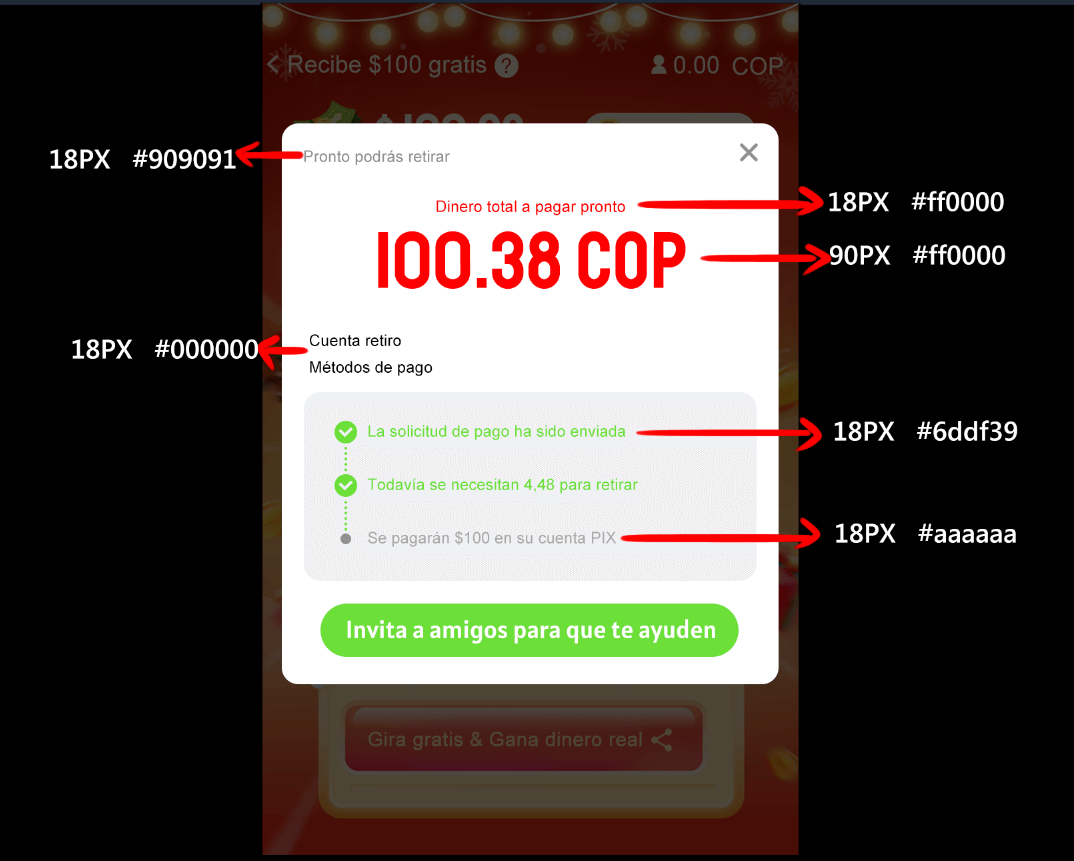 Recibe $100 gratis ?
0.00 COP
18PX #909091
Pronto podrás retirar
Dinero total a pagar pronto
18PX #ff0000
100.38 COP
90PX #ff0000
18PX #000000
Cuenta retiro
Métodos de pago
La solicitud de pago ha sido enviada
18PX #6ddf39
Todavía se necesitan 4,48 para retirar
Se pagarán $100 en su cuenta PIX
18PX #aaaaaa
Invita a amigos para que te ayuden
Gira gratis & Gana dinero real